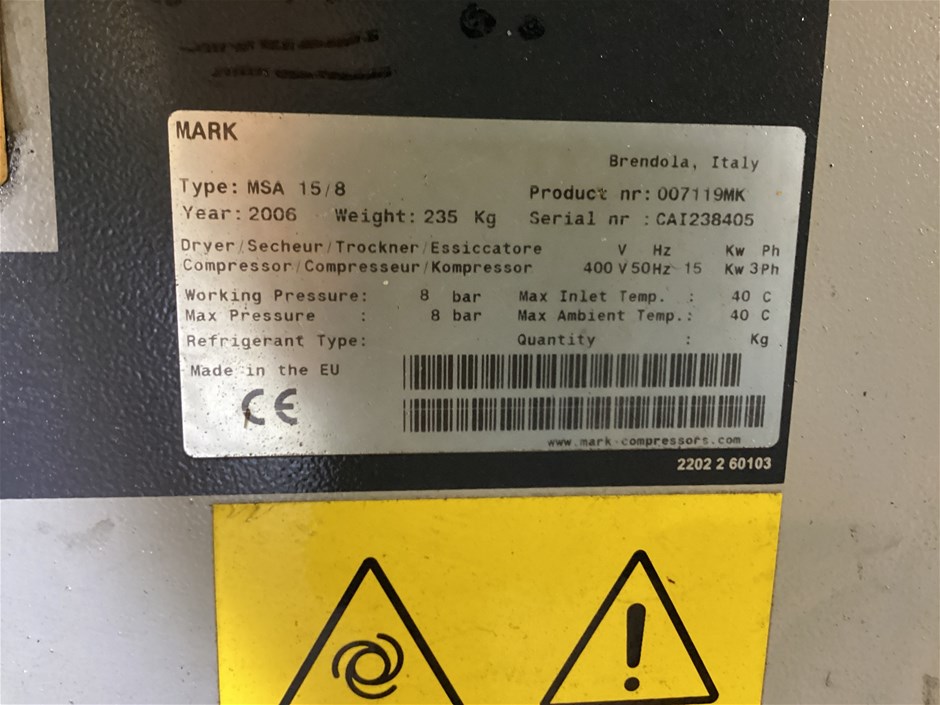 MARK
Brendola, Italy
Type: MSA 15/8 Product nr: 007119MK
Year: 2006 Weight: 235 Kg Serial nr : CAI238405
Dryer/Secheur/Trockner/Essiccatore V Hz Kw Ph
Compressor/Compresseur/Kompressor 400 V 50Hz 15 Kw 3Ph
Working Pressure: 8 bar Max Inlet Temp. : 40 C
Max Pressure : 8 bar Max Ambient Temp.: 40 C
Refrigerant Type: Quantity : Kg
Made in the EU
CE
www.mark-compressors.com
2202 2 60103